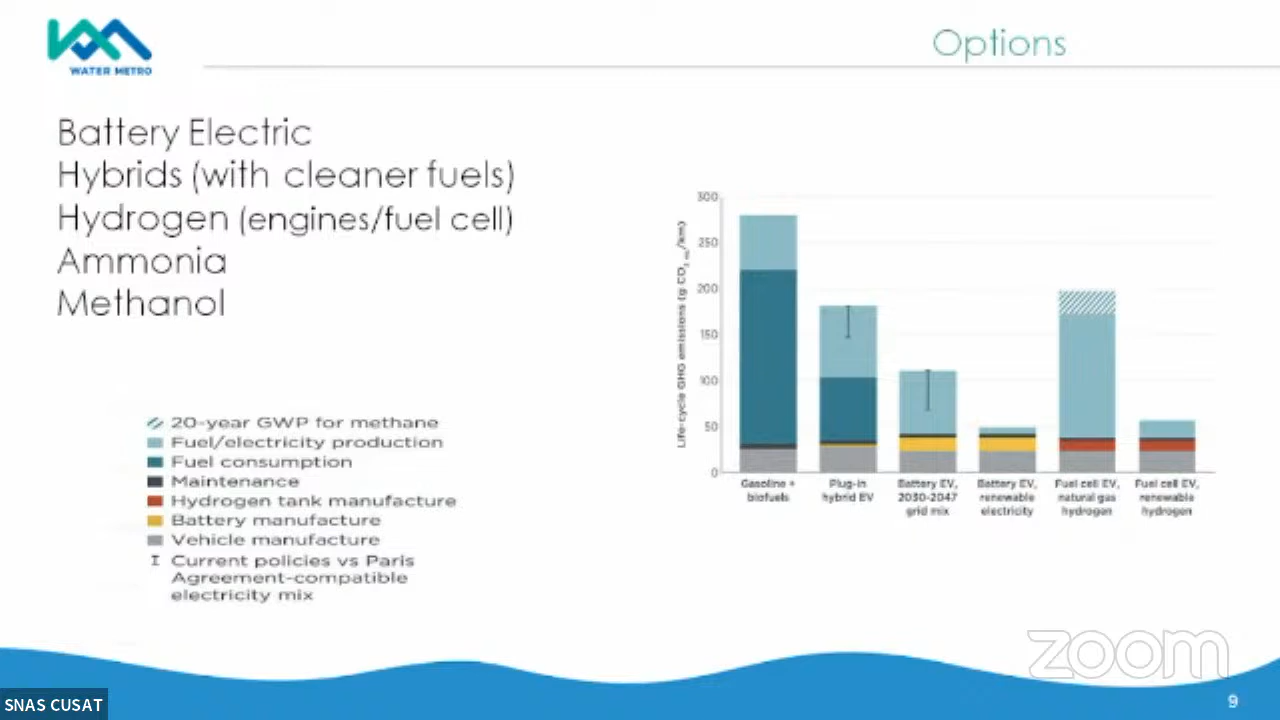 WATER METRO
Options
Battery Electric
Hybrids (with cleaner fuels)
Hydrogen (engines/fuel cell)
Ammonia
Methanol
20-year GWP for methane
Fuel/electricity production
Fuel consumption
Maintenance
Hydrogen tank manufacture
Battery manufacture
Vehicle manufacture
Current policies vs Paris
Agreement-compatible
electricity mix
Life-cycle GHG emissions (g CO2 eq/km)
300
250
200
150
100
50
0
Gasoline +
biofuels
Plug-in
hybrid EV
Battery EV,
2030-2047
grid mix
Battery EV,
renewable
electricity
Fuel cell EV,
natural gas
hydrogen
Fuel cell EV,
renewable
hydrogen
zoom
SNAS CUSAT
9